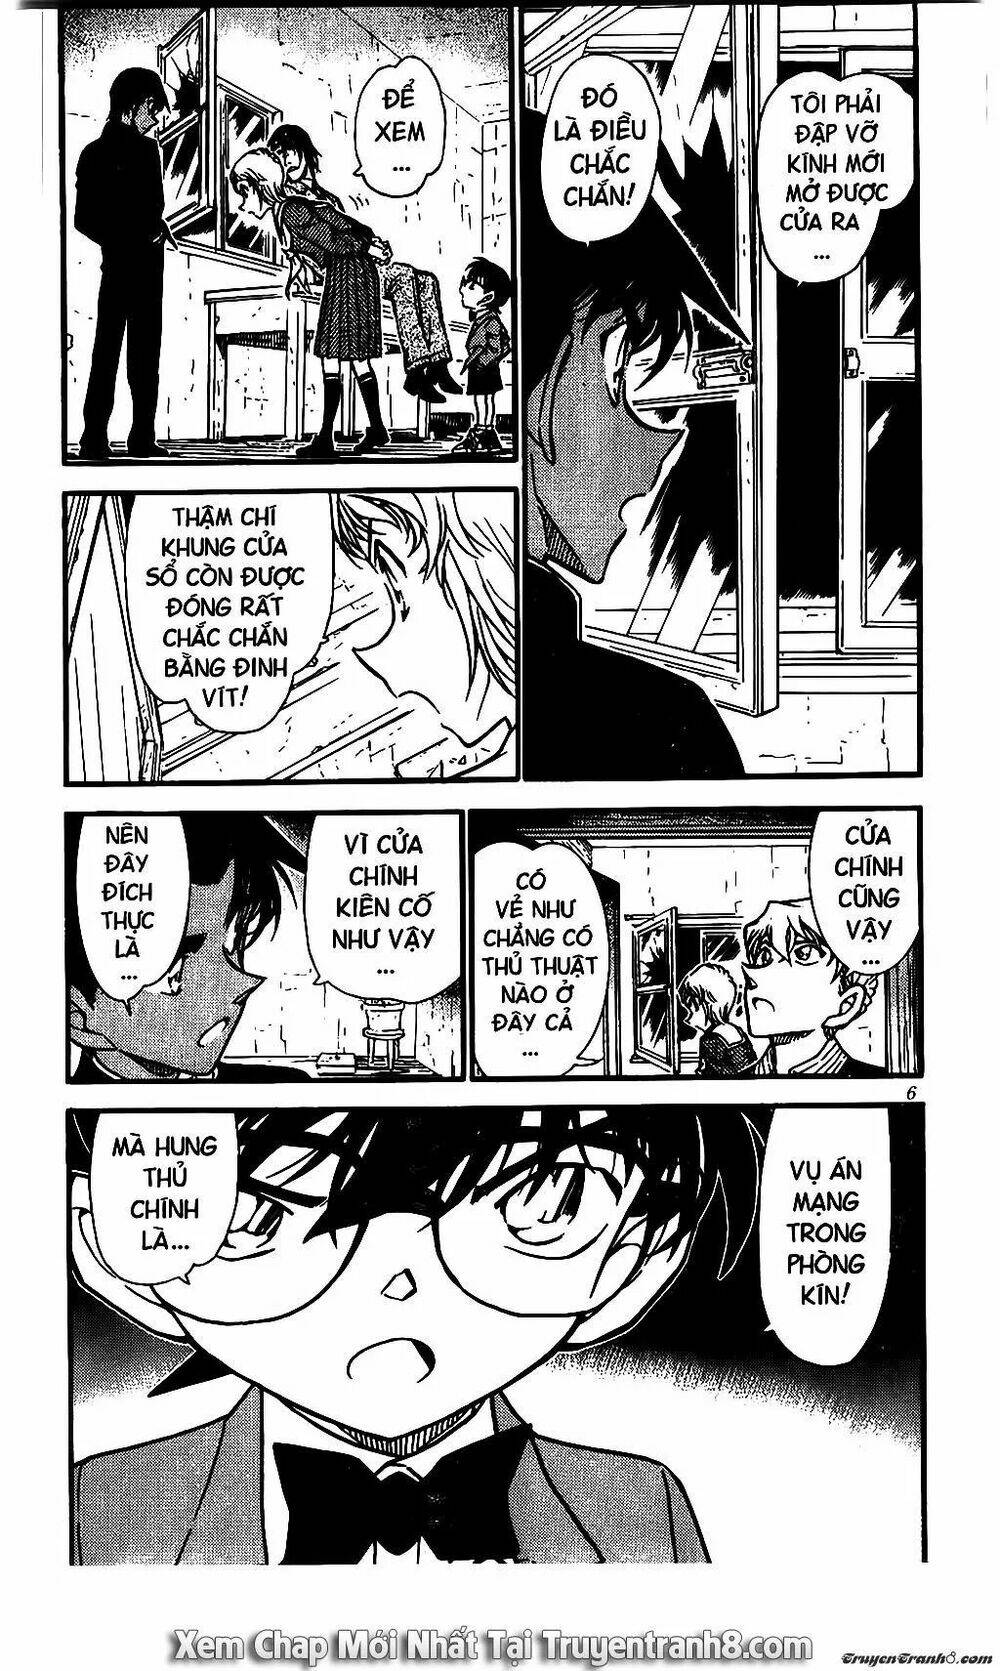 TÔI PHẢI
ĐẬP VỠ
KÍNH MỚI
MỞ ĐƯỢC
CỬA RA
...
ĐÓ
LÀ ĐIỀU
CHẮC
CHẮN!
ĐỂ
XEM
...
THẬM CHÍ
KHUNG CỬA
SỔ CÒN ĐƯỢC
ĐÓNG RẤT
CHẮC CHẮN
BẰNG ĐINH
VÍT!
CỬA
CHÍNH
CŨNG
VẬY
...
CÓ
VẺ NHƯ
CHẲNG CÓ
THỦ THUẬT
NÀO Ở
ĐÂY CẢ
...
VÌ CỬA
CHÍNH
KIÊN CỐ
NHƯ VẬY
...
NÊN
ĐÂY
ĐÍCH
THỰC
LÀ
...
6
VỤ ÁN
MẠNG
TRONG
PHÒNG
KÍN!
MÀ HUNG
THỦ
CHÍNH
LÀ...
Xem Chap Mới Nhất Tại Truyentranh8.com
TruyenTranh8.com